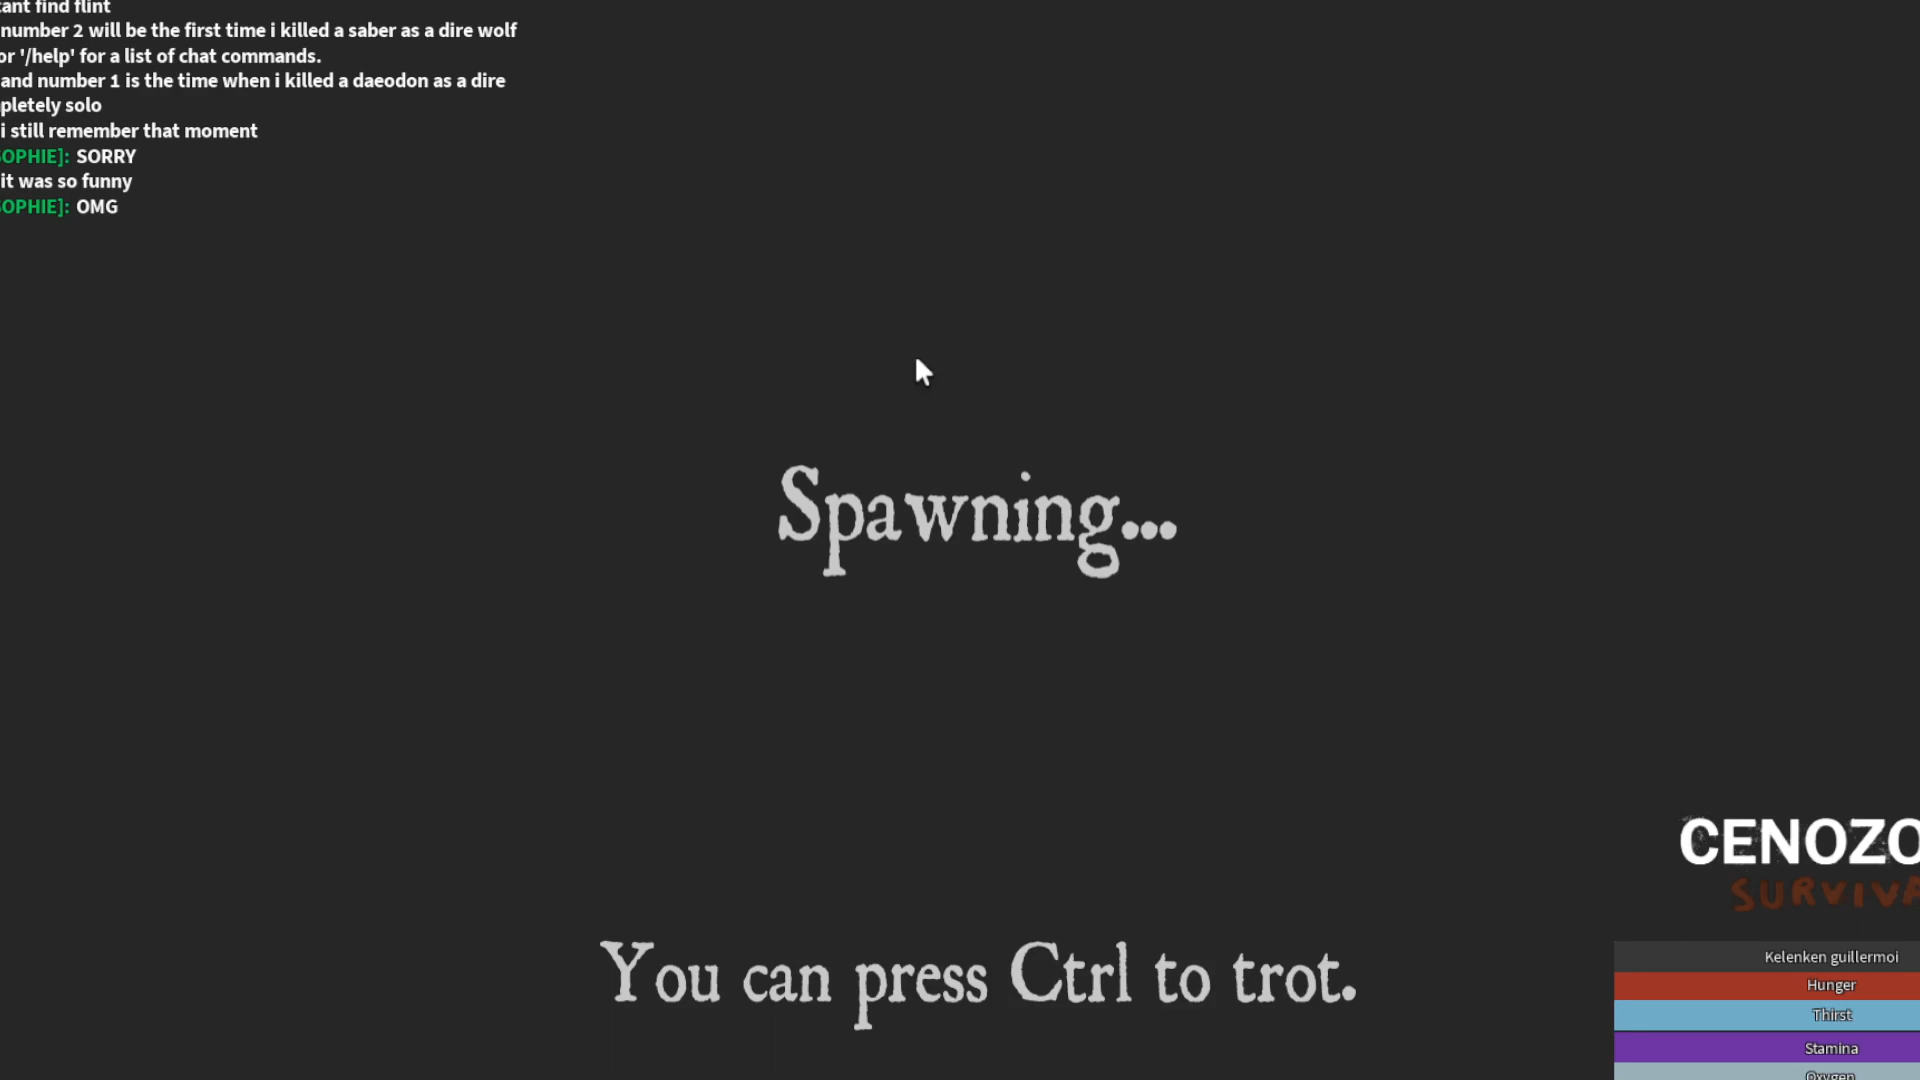 cant find flint
number 2 will be the first time i killed a saber as a dire wolf
or '/help' for a list of chat commands.
and number 1 is the time when i killed a daeodon as a dire
pletely solo
i still remember that moment
SOPHIE]: SORRY
it was so funny
SOPHIE]: OMG
Spawning...
CENOZO
SURVIVA
You can press Ctrl to trot.
Kelenken guillermoi
Hunger
Thirst
Stamina
Oxygen